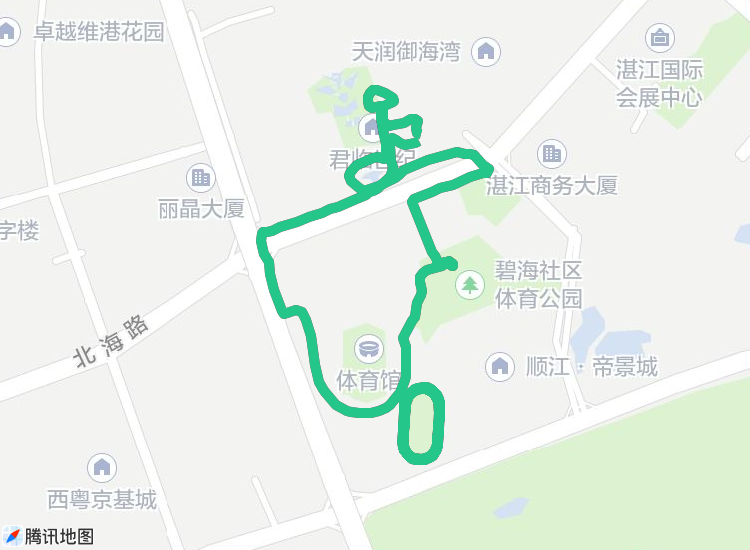 卓越维港花园
天润御海湾
湛江国际
会展中心
君临世纪
湛江商务大厦
丽晶大厦
字楼
碧海社区
体育公园
北海路
体育馆
顺江·帝景城
西粤京基城
腾讯地图